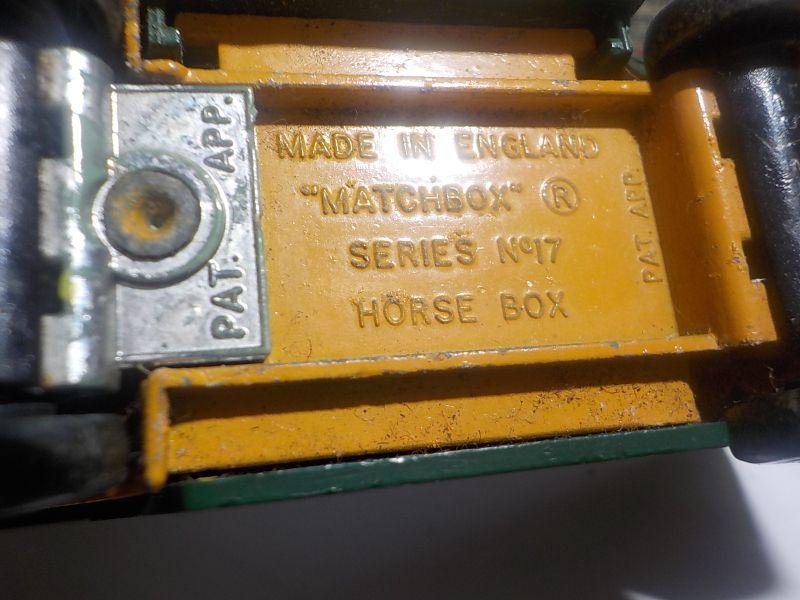 MADE IN ENGLAND
"MATCHBOX" ®
SERIES Nº17
HORSE BOX
PAT. APP.
PAT. APP.